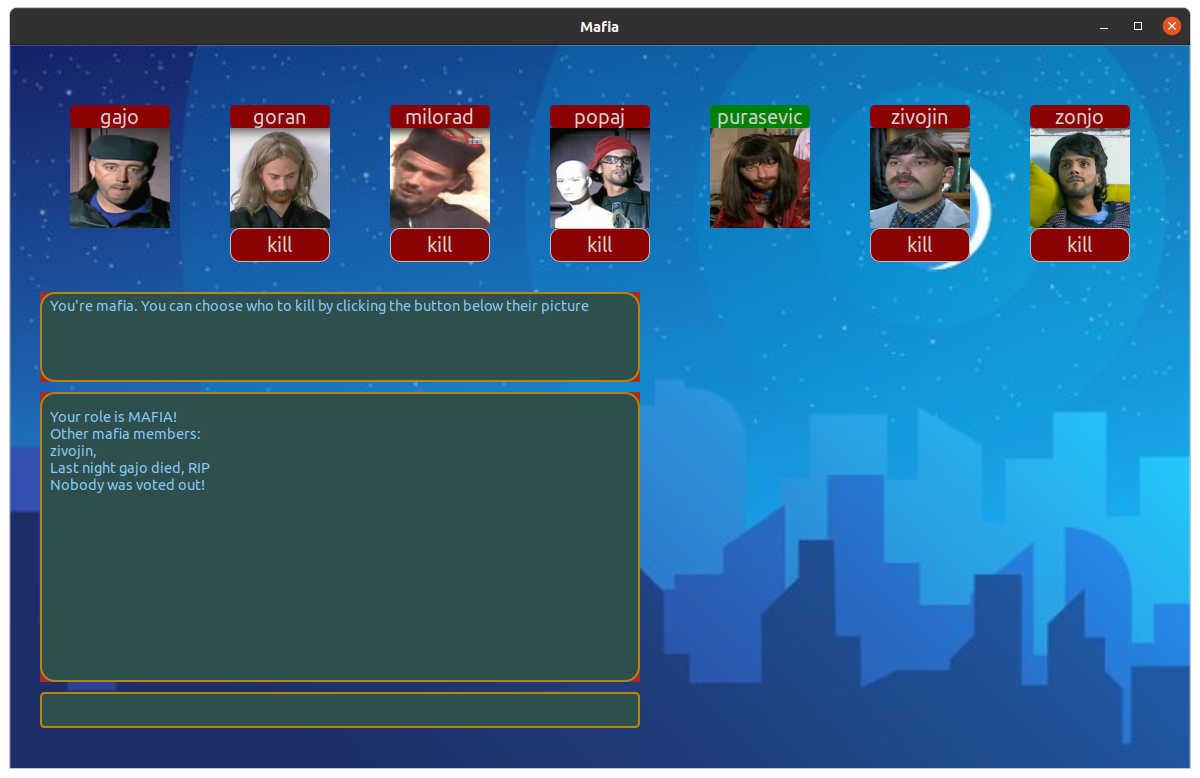 Mafia
gajo
goran
milorad
popaj
purasevic
zivojin
zonjo
kill
kill
kill
kill
kill
You're mafia. You can choose who to kill by clicking the button below their picture
Your role is MAFIA!
Other mafia members:
zivojin,
Last night gajo died, RIP
Nobody was voted out!